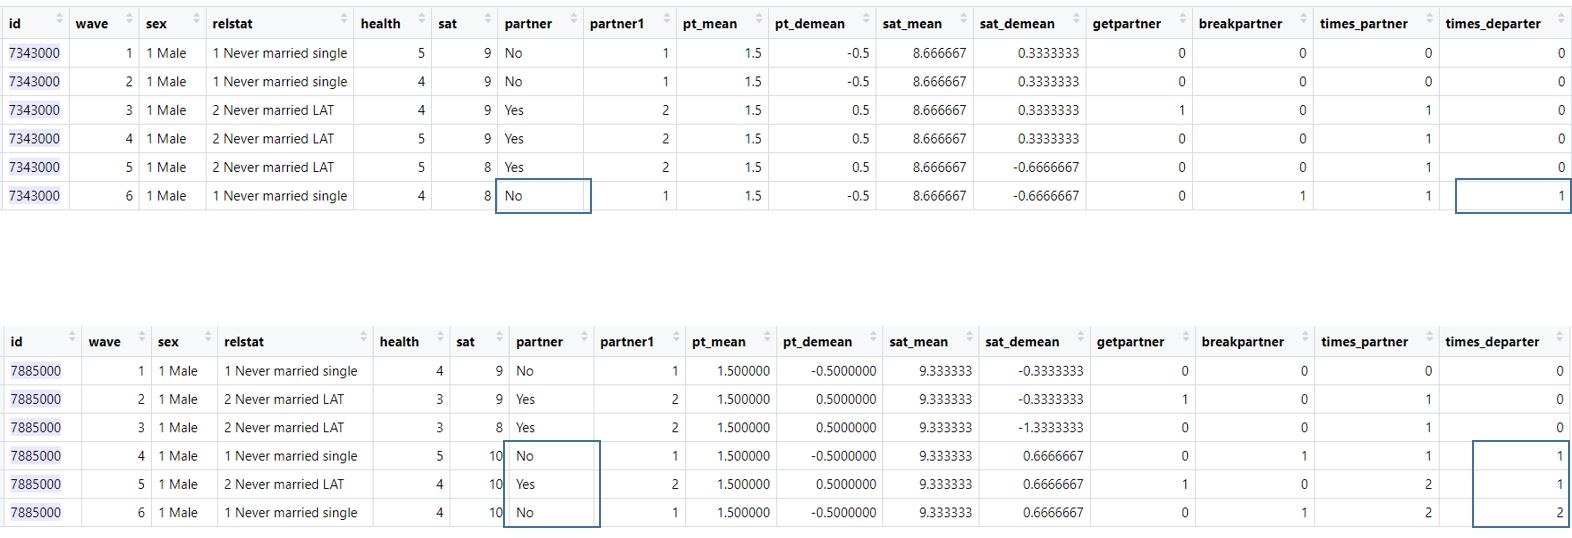 id wave sex relstat health sat partner partner1 pt_mean pt_demean sat_mean sat_demean getpartner breakpartner times_partner times_departer
7343000 1 1 Male 1 Never married single 5 9 No 1 1.5 -0.5 8.666667 0.3333333 0 0 0 0
7343000 2 1 Male 1 Never married single 4 9 No 1 1.5 -0.5 8.666667 0.3333333 0 0 0 0
7343000 3 1 Male 2 Never married LAT 4 9 Yes 2 1.5 0.5 8.666667 0.3333333 1 0 1 0
7343000 4 1 Male 2 Never married LAT 5 9 Yes 2 1.5 0.5 8.666667 0.3333333 0 0 1 0
7343000 5 1 Male 2 Never married LAT 5 8 Yes 2 1.5 0.5 8.666667 -0.6666667 0 0 1 0
7343000 6 1 Male 1 Never married single 4 8 No 1 1.5 -0.5 8.666667 -0.6666667 0 1 1 1
id wave sex relstat health sat partner partner1 pt_mean pt_demean sat_mean sat_demean getpartner breakpartner times_partner times_departer
7885000 1 1 Male 1 Never married single 4 9 No 1 1.500000 -0.5000000 9.333333 -0.3333333 0 0 0 0
7885000 2 1 Male 2 Never married LAT 3 9 Yes 2 1.500000 0.5000000 9.333333 -0.3333333 1 0 1 0
7885000 3 1 Male 2 Never married LAT 3 8 Yes 2 1.500000 0.5000000 9.333333 -1.3333333 0 0 1 0
7885000 4 1 Male 1 Never married single 5 10 No 1 1.500000 -0.5000000 9.333333 0.6666667 0 1 1 1
7885000 5 1 Male 2 Never married LAT 4 10 Yes 2 1.500000 0.5000000 9.333333 0.6666667 1 0 2 1
7885000 6 1 Male 1 Never married single 4 10 No 1 1.500000 -0.5000000 9.333333 0.6666667 0 1 2 2